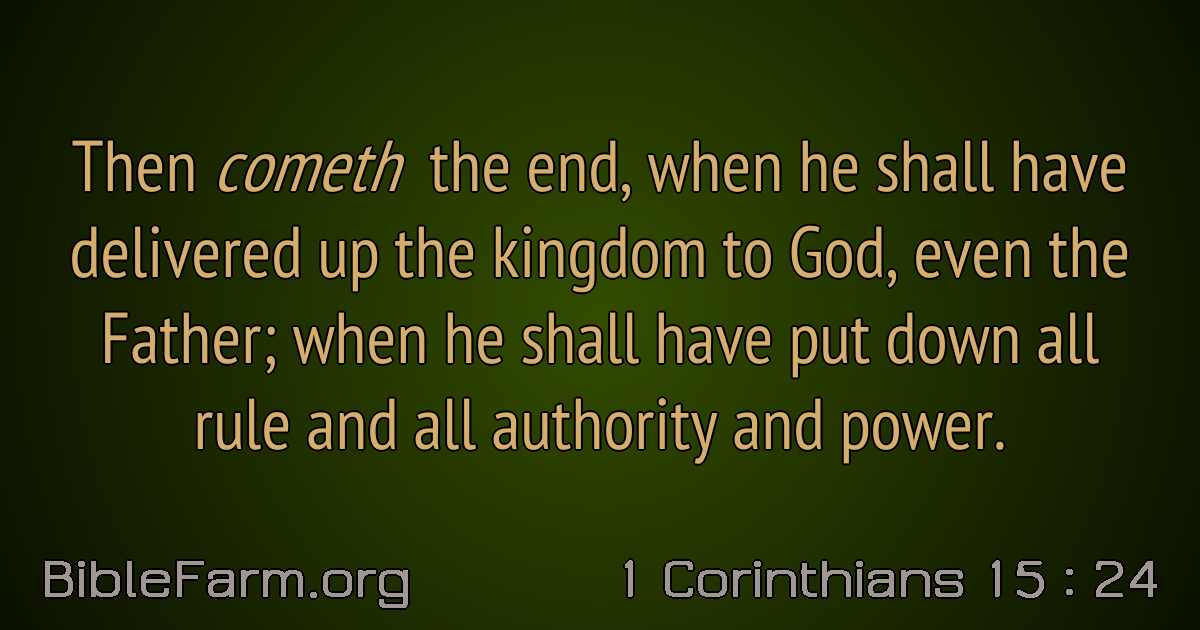 Then cometh the end, when he shall have
delivered up the kingdom to God, even the
Father; when he shall have put down all
rule and all authority and power.
BibleFarm.org
1 Corinthians 15 : 24